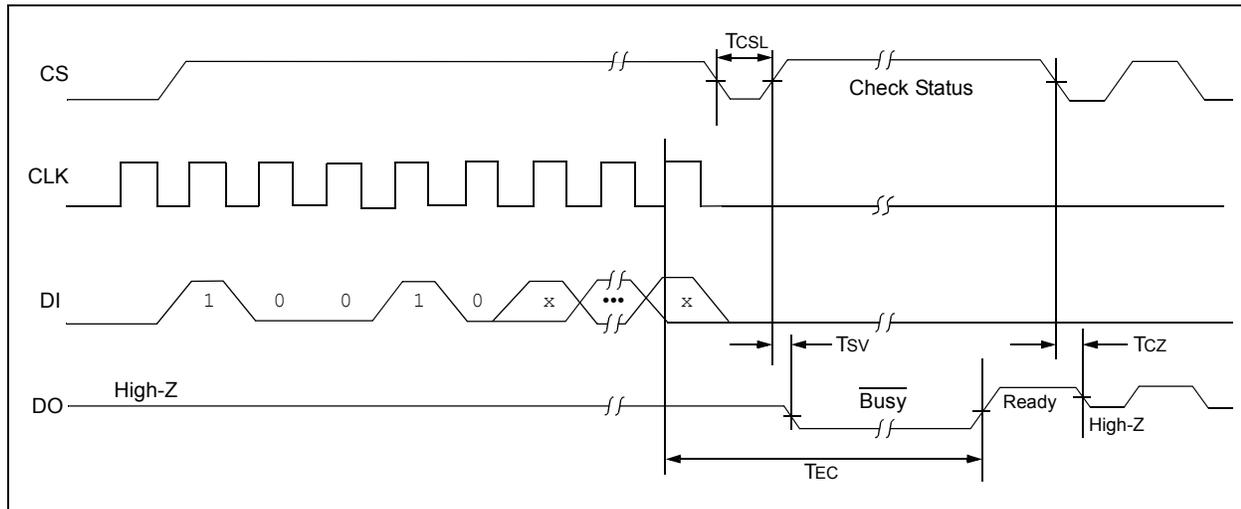 TCSL
CS
Check Status
CLK
DI
1 0 0 1 0 x ••• x
TSV
TCZ
High-Z
DO
Busy
Ready
High-Z
TEC